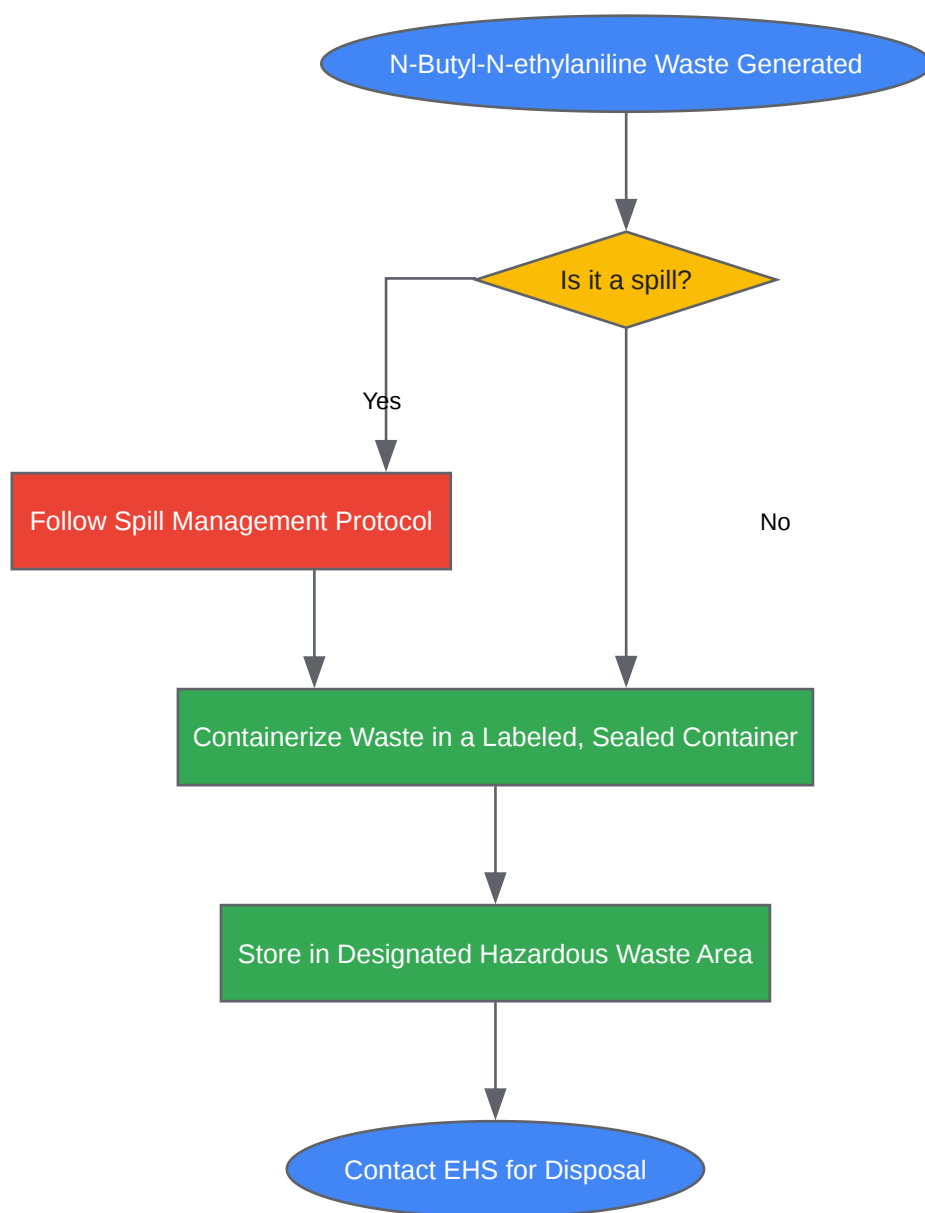 N-Butyl-N-ethylaniline Waste Generated
Is it a spill?
Yes
Follow Spill Management Protocol
No
Containerize Waste in a Labeled, Sealed Container
Store in Designated Hazardous Waste Area
Contact EHS for Disposal